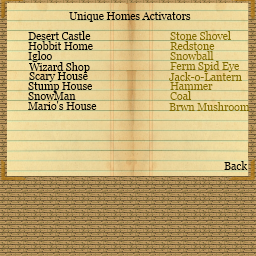 Unique Homes Activators
Desert Castle Stone Shovel
Hobbit Home Redstone
Igloo Snowball
Wizard Shop Ferm Spid Eye
Scary House Jack-o-Lantern
Stump House Hammer
SnowMan Coal
Mario's House Brwn Mushroom
Back